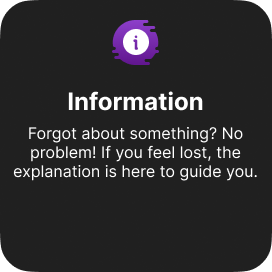 i
Information
Forgot about something? No
problem! If you feel lost, the
explanation is here to guide you.